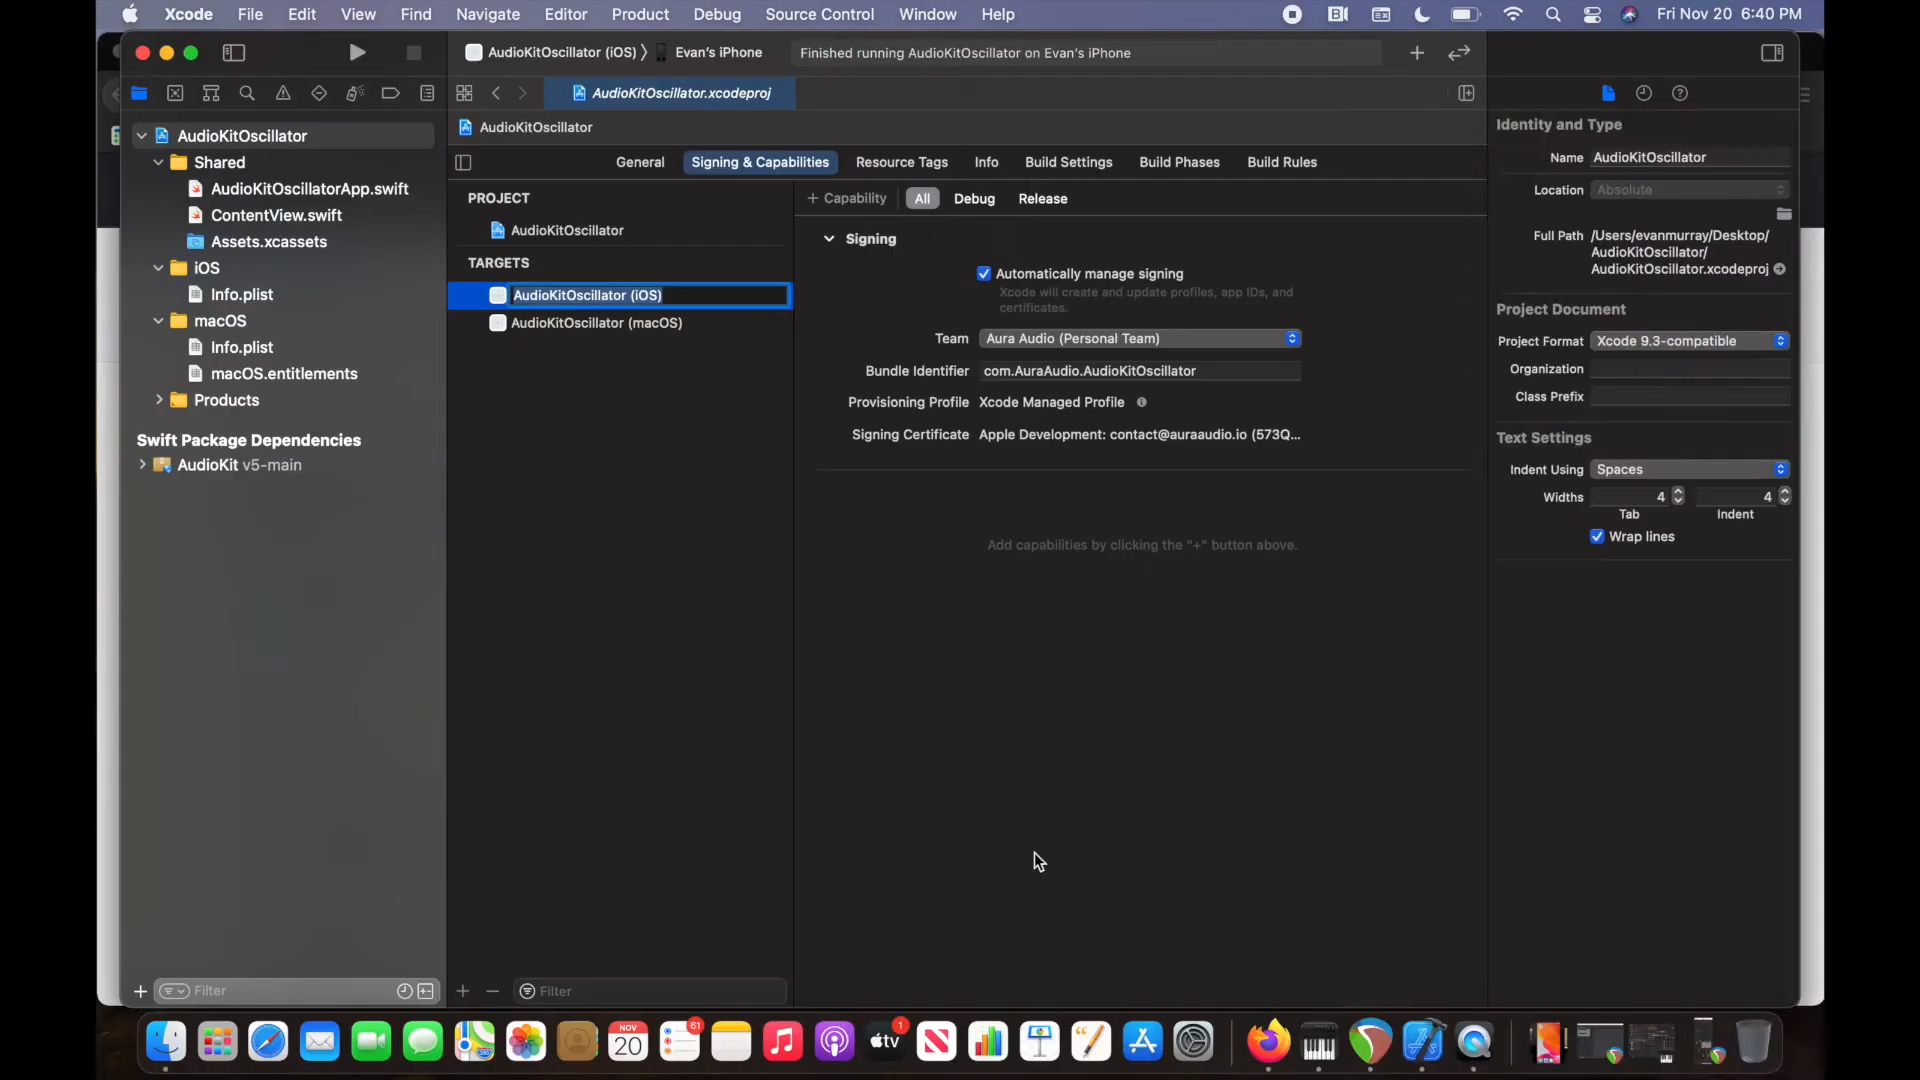 Xcode File Edit View Find Navigate Editor Product Debug Source Control Window Help Fri Nov 20 6:40 PM
AudioKitOscillator (iOS) 〉 Evan's iPhone
Finished running AudioKitOscillator on Evan's iPhone
AudioKitOscillator.xcodeproj
AudioKitOscillator
Shared
AudioKitOscillatorApp.swift
ContentView.swift
Assets.xcassets
iOS
Info.plist
macOS
Info.plist
macOS.entitlements
Products
Swift Package Dependencies
AudioKit v5-main
Filter
AudioKitOscillator
General Signing & Capabilities Resource Tags Info Build Settings Build Phases Build Rules
PROJECT
AudioKitOscillator
TARGETS
AudioKitOscillator (iOS)
AudioKitOscillator (macOS)
Filter
+ Capability All Debug Release
Signing
Automatically manage signing
Xcode will create and update profiles, app IDs, and
certificates.
Team Aura Audio (Personal Team)
Bundle Identifier com.AuraAudio.AudioKitOscillator
Provisioning Profile Xcode Managed Profile
Signing Certificate Apple Development: contact@auraaudio.io (573Q...
Add capabilities by clicking the "+" button above.
Identity and Type
Name AudioKitOscillator
Location Absolute
Full Path /Users/evanmurray/Desktop/
AudioKitOscillator/
AudioKitOscillator.xcodeproj
Project Document
Project Format Xcode 9.3-compatible
Organization
Class Prefix
Text Settings
Indent Using Spaces
Widths 4 4
Tab Indent
Wrap lines
NOV
20
61
tv
1